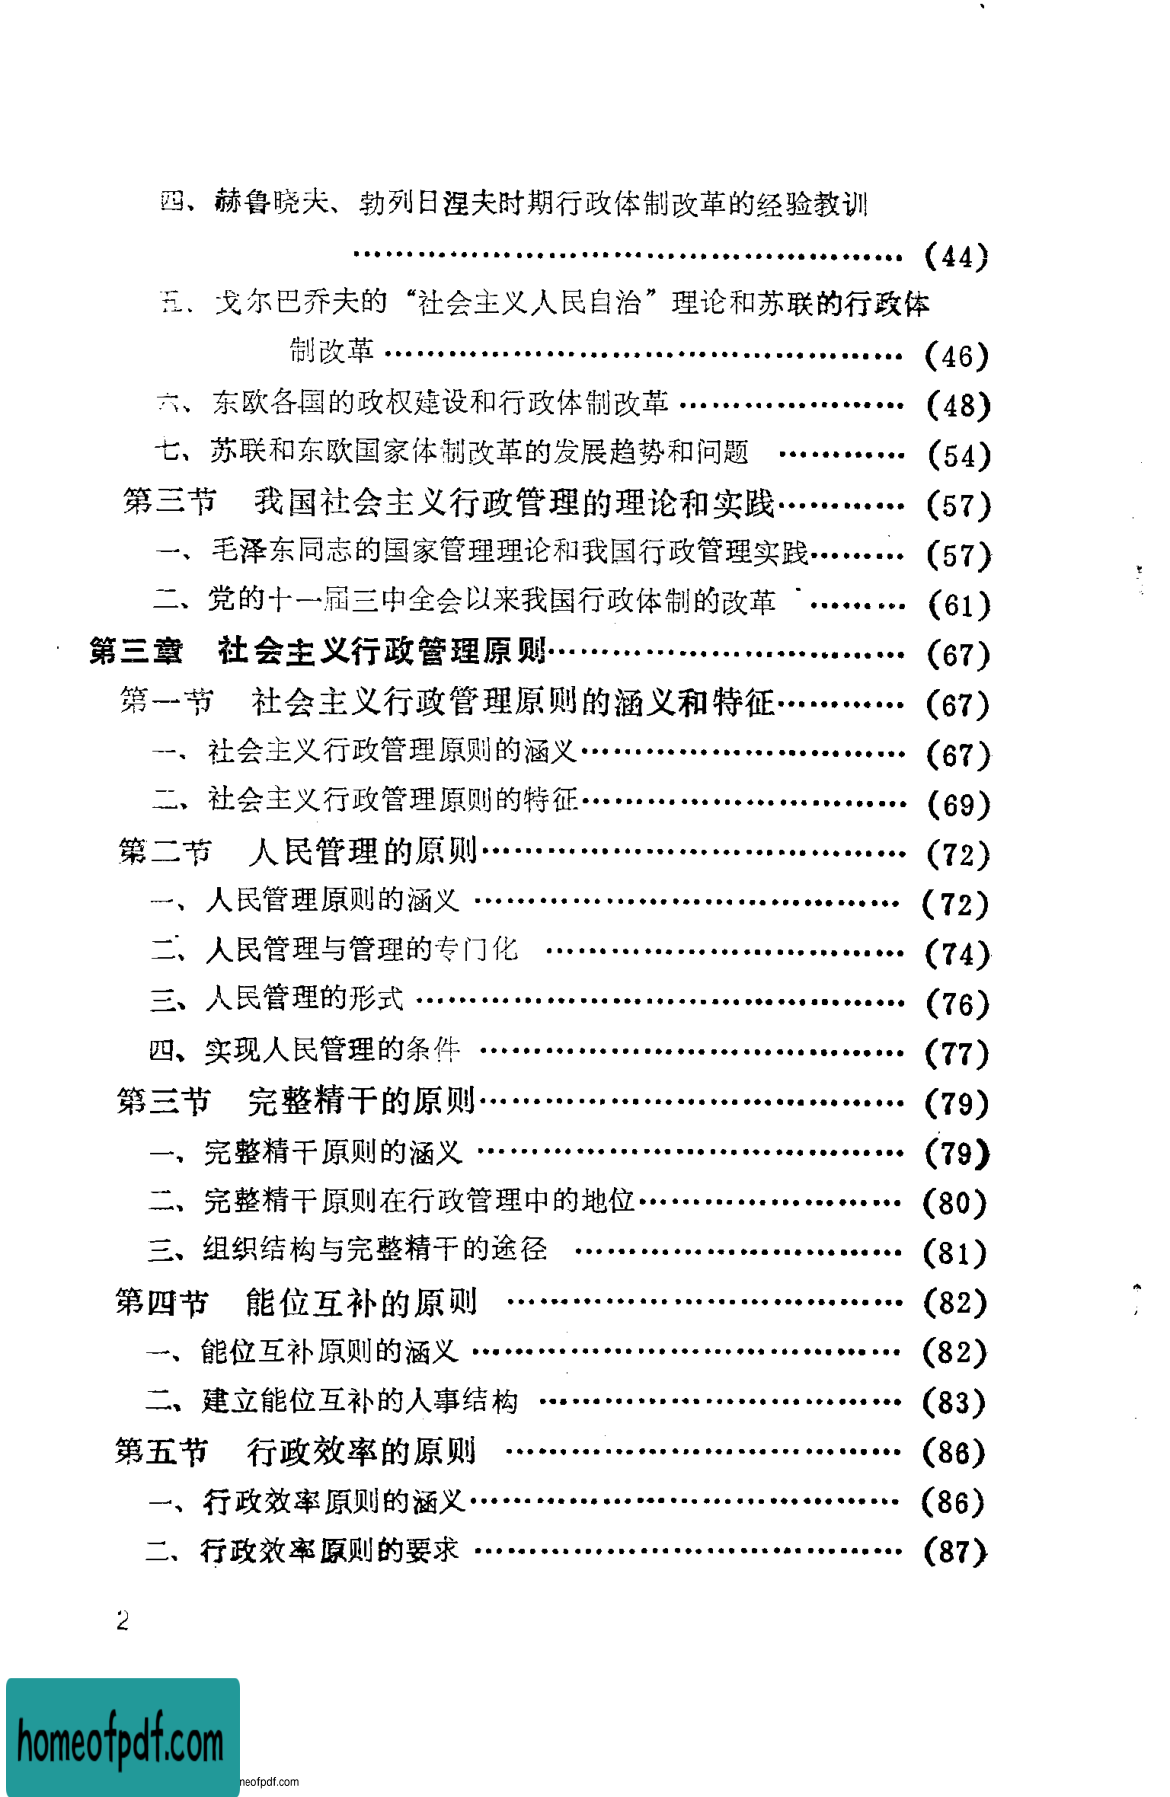 四、赫鲁晓夫、勃列日涅夫时期行政体制改革的经验教训
………………………………………………(44)
五、戈尔巴乔夫的“社会主义人民自治”理论和苏联的行政体
制改革………………………………………………(46)
六、东欧各国的政权建设和行政体制改革…………………(48)
七、苏联和东欧国家体制改革的发展趋势和问题 …………(54)
第三节 我国社会主义行政管理的理论和实践…………(57)
一、毛泽东同志的国家管理理论和我国行政管理实践………(57)
二、党的十一届三中全会以来我国行政体制的改革 ………(61)
第三章 社会主义行政管理原则……………………………(67)
第一节 社会主义行政管理原则的涵义和特征…………(67)
一、社会主义行政管理原则的涵义…………………………(67)
二、社会主义行政管理原则的特征…………………………(69)
第二节 人民管理的原则…………………………………(72)
一、人民管理原则的涵义 …………………………………(72)
二、人民管理与管理的专门化 ……………………………(74)
三、人民管理的形式 ………………………………………(76)
四、实现人民管理的条件 …………………………………(77)
第三节 完整精干的原则…………………………………(79)
一、完整精干原则的涵义 …………………………………(79)
二、完整精干原则在行政管理中的地位……………………(80)
三、组织结构与完整精干的途径 …………………………(81)
第四节 能位互补的原则 ………………………………(82)
一、能位互补原则的涵义 …………………………………(82)
二、建立能位互补的人事结构 ……………………………(83)
第五节 行政效率的原则 ………………………………(86)
一、行政效率原则的涵义…………………………………(86)
二、行政效率原则的要求 …………………………………(87)
2
homeofpdf.com
neofpdf.com